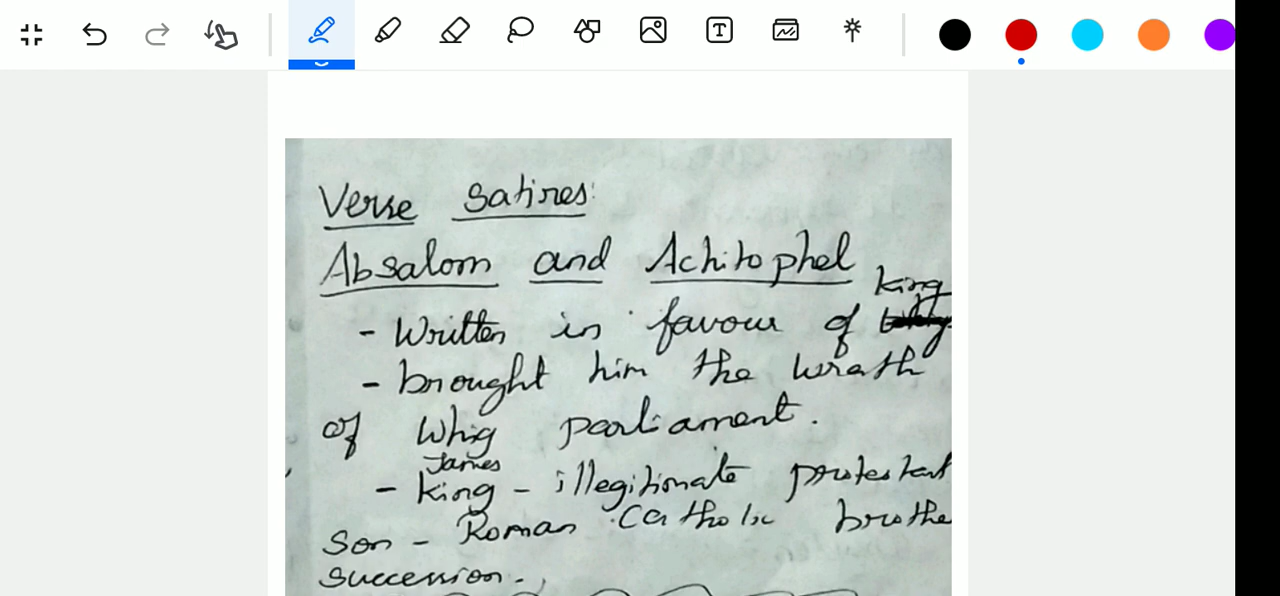 Verse Satires:
Absalom and Achitophel
- Written in favour of King
- brought him the wrath
of Whig parliament.
James
- King - illegitimate protestant
son - Roman Catholic brothe
succession.